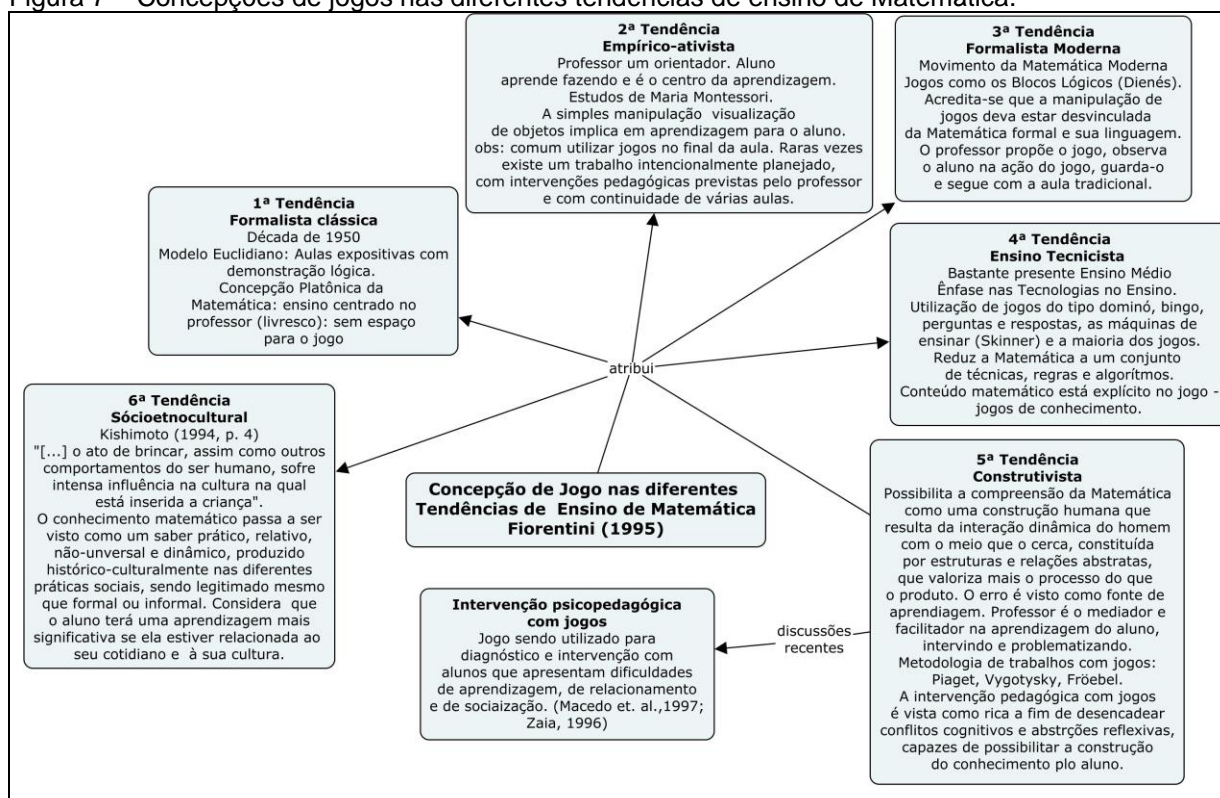 Figura 7 – Concepções de jogos nas diferentes tendências de ensino de Matemática.
2ª Tendência
Empírico-ativista
Professor um orientador. Aluno
aprende fazendo e é o centro da aprendizagem.
Estudos de Maria Montessori.
A simples manipulação visualização
de objetos implica em aprendizagem para o aluno.
obs: comum utilizar jogos no final da aula. Raras vezes
existe um trabalho intencionalmente planejado,
com intervenções pedagógicas previstas pelo professor
e com continuidade de várias aulas.
3ª Tendência
Formalista Moderna
Movimento da Matemática Moderna
Jogos como os Blocos Lógicos (Dienés).
Acredita-se que a manipulação de
jogos deva estar desvinculada
da Matemática formal e sua linguagem.
O professor propõe o jogo, observa
o aluno na ação do jogo, guarda-o
e segue com a aula tradicional.
1ª Tendência
Formalista clássica
Década de 1950
Modelo Euclidiano: Aulas expositivas com
demonstração lógica.
Concepção Platônica da
Matemática: ensino centrado no
professor (livresco): sem espaço
para o jogo
4ª Tendência
Ensino Tecnicista
Bastante presente Ensino Médio
Ênfase nas Tecnologias no Ensino.
Utilização de jogos do tipo dominó, bingo,
perguntas e respostas, as máquinas de
ensinar (Skinner) e a maioria dos jogos.
Reduz a Matemática a um conjunto
de técnicas, regras e algorítmos.
Conteúdo matemático está explícito no jogo -
jogos de conhecimento.
atribui
6ª Tendência
Sócioetnocultural
Kishimoto (1994, p. 4)
"[...] o ato de brincar, assim como outros
comportamentos do ser humano, sofre
intensa influência na cultura na qual
está inserida a criança".
O conhecimento matemático passa a ser
visto como um saber prático, relativo,
não-unversal e dinâmico, produzido
histórico-culturalmente nas diferentes
práticas sociais, sendo legitimado mesmo
que formal ou informal. Considera que
o aluno terá uma aprendizagem mais
significativa se ela estiver relacionada ao
seu cotidiano e à sua cultura.
Concepção de Jogo nas diferentes
Tendências de Ensino de Matemática
Fiorentini (1995)
5ª Tendência
Construtivista
Possibilita a compreensão da Matemática
como uma construção humana que
resulta da interação dinâmica do homem
com o meio que o cerca, constituída
por estruturas e relações abstratas,
que valoriza mais o processo do que
o produto. O erro é visto como fonte de
aprendiagem. Professor é o mediador e
facilitador na aprendizagem do aluno,
intervindo e problematizando.
Metodologia de trabalhos com jogos:
Piaget, Vygotysky, Fröebel.
A intervenção pedagógica com jogos
é vista como rica a fim de desencadear
conflitos cognitivos e abstrções reflexivas,
capazes de possibilitar a construção
do conhecimento plo aluno.
discussões
recentes
Intervenção psicopedagógica
com jogos
Jogo sendo utilizado para
diagnóstico e intervenção com
alunos que apresentam dificuldades
de aprendizagem, de relacionamento
e de sociaização. (Macedo et. al.,1997;
Zaia, 1996)